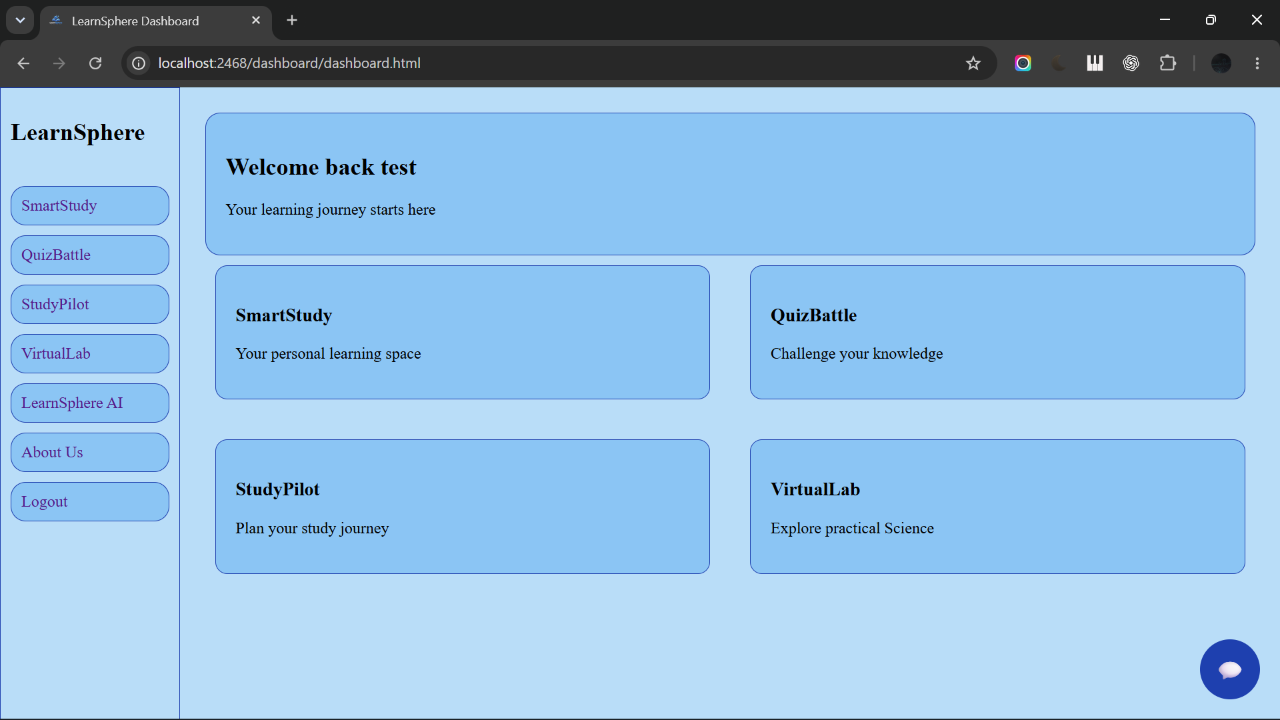 LearnSphere Dashboard
localhost:2468/dashboard/dashboard.html
LearnSphere
SmartStudy
QuizBattle
StudyPilot
VirtualLab
LearnSphere AI
About Us
Logout
Welcome back test
Your learning journey starts here
SmartStudy
Your personal learning space
QuizBattle
Challenge your knowledge
StudyPilot
Plan your study journey
VirtualLab
Explore practical Science